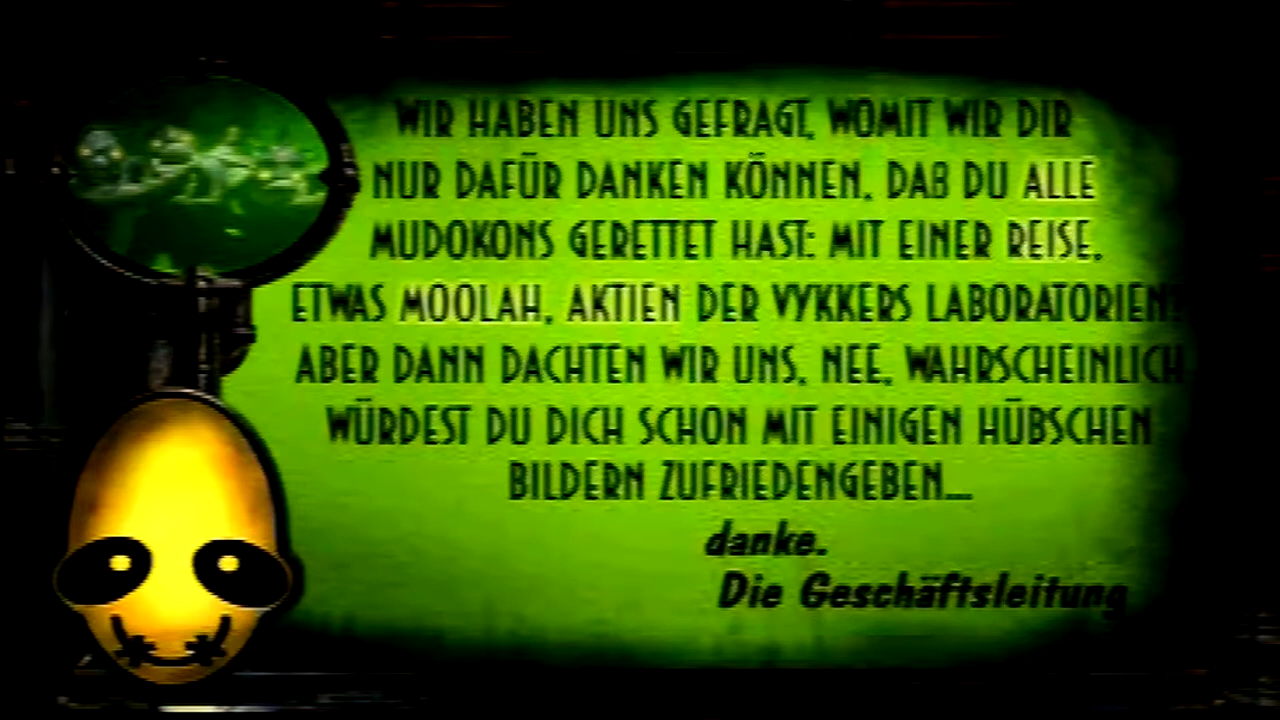 WIR HABEN UNS GEFRAGT, WOMIT WIR DIR
NUR DAFÜR DANKEN KÖNNEN, DAß DU ALLE
MUDOKONS GERETTET HAST: MIT EINER REISE,
ETWAS MOOLAH, AKTIEN DER VYKKERS LABORATORIEN?
ABER DANN DACHTEN WIR UNS, NEE, WAHRSCHEINLICH
WÜRDEST DU DICH SCHON MIT EINIGEN HÜBSCHEN
BILDERN ZUFRIEDENGEBEN...
danke.
Die Geschäftsleitung